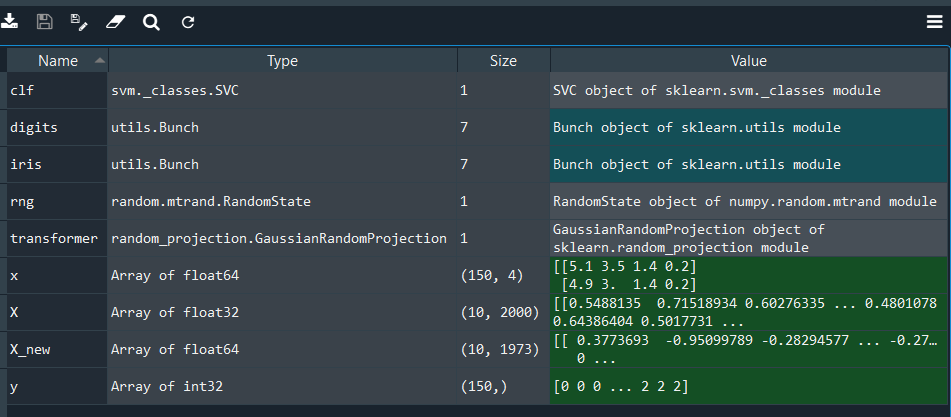 Name Type Size Value
clf svm._classes.SVC 1 SVC object of sklearn.svm._classes module
digits utils.Bunch 7 Bunch object of sklearn.utils module
iris utils.Bunch 7 Bunch object of sklearn.utils module
rng random.mtrand.RandomState 1 RandomState object of numpy.random.mtrand module
transformer random_projection.GaussianRandomProjection 1 GaussianRandomProjection object of
sklearn.random_projection module
x Array of float64 (150, 4) [[5.1 3.5 1.4 0.2]
[4.9 3. 1.4 0.2]
X Array of float32 (10, 2000) [[0.5488135 0.71518934 0.60276335 ... 0.4801078
0.64386404 0.5017731 ...
X_new Array of float64 (10, 1973) [[ 0.3773693 -0.95099789 -0.28294577 ... -0.27…
0 ...
y Array of int32 (150,) [0 0 0 ... 2 2 2]